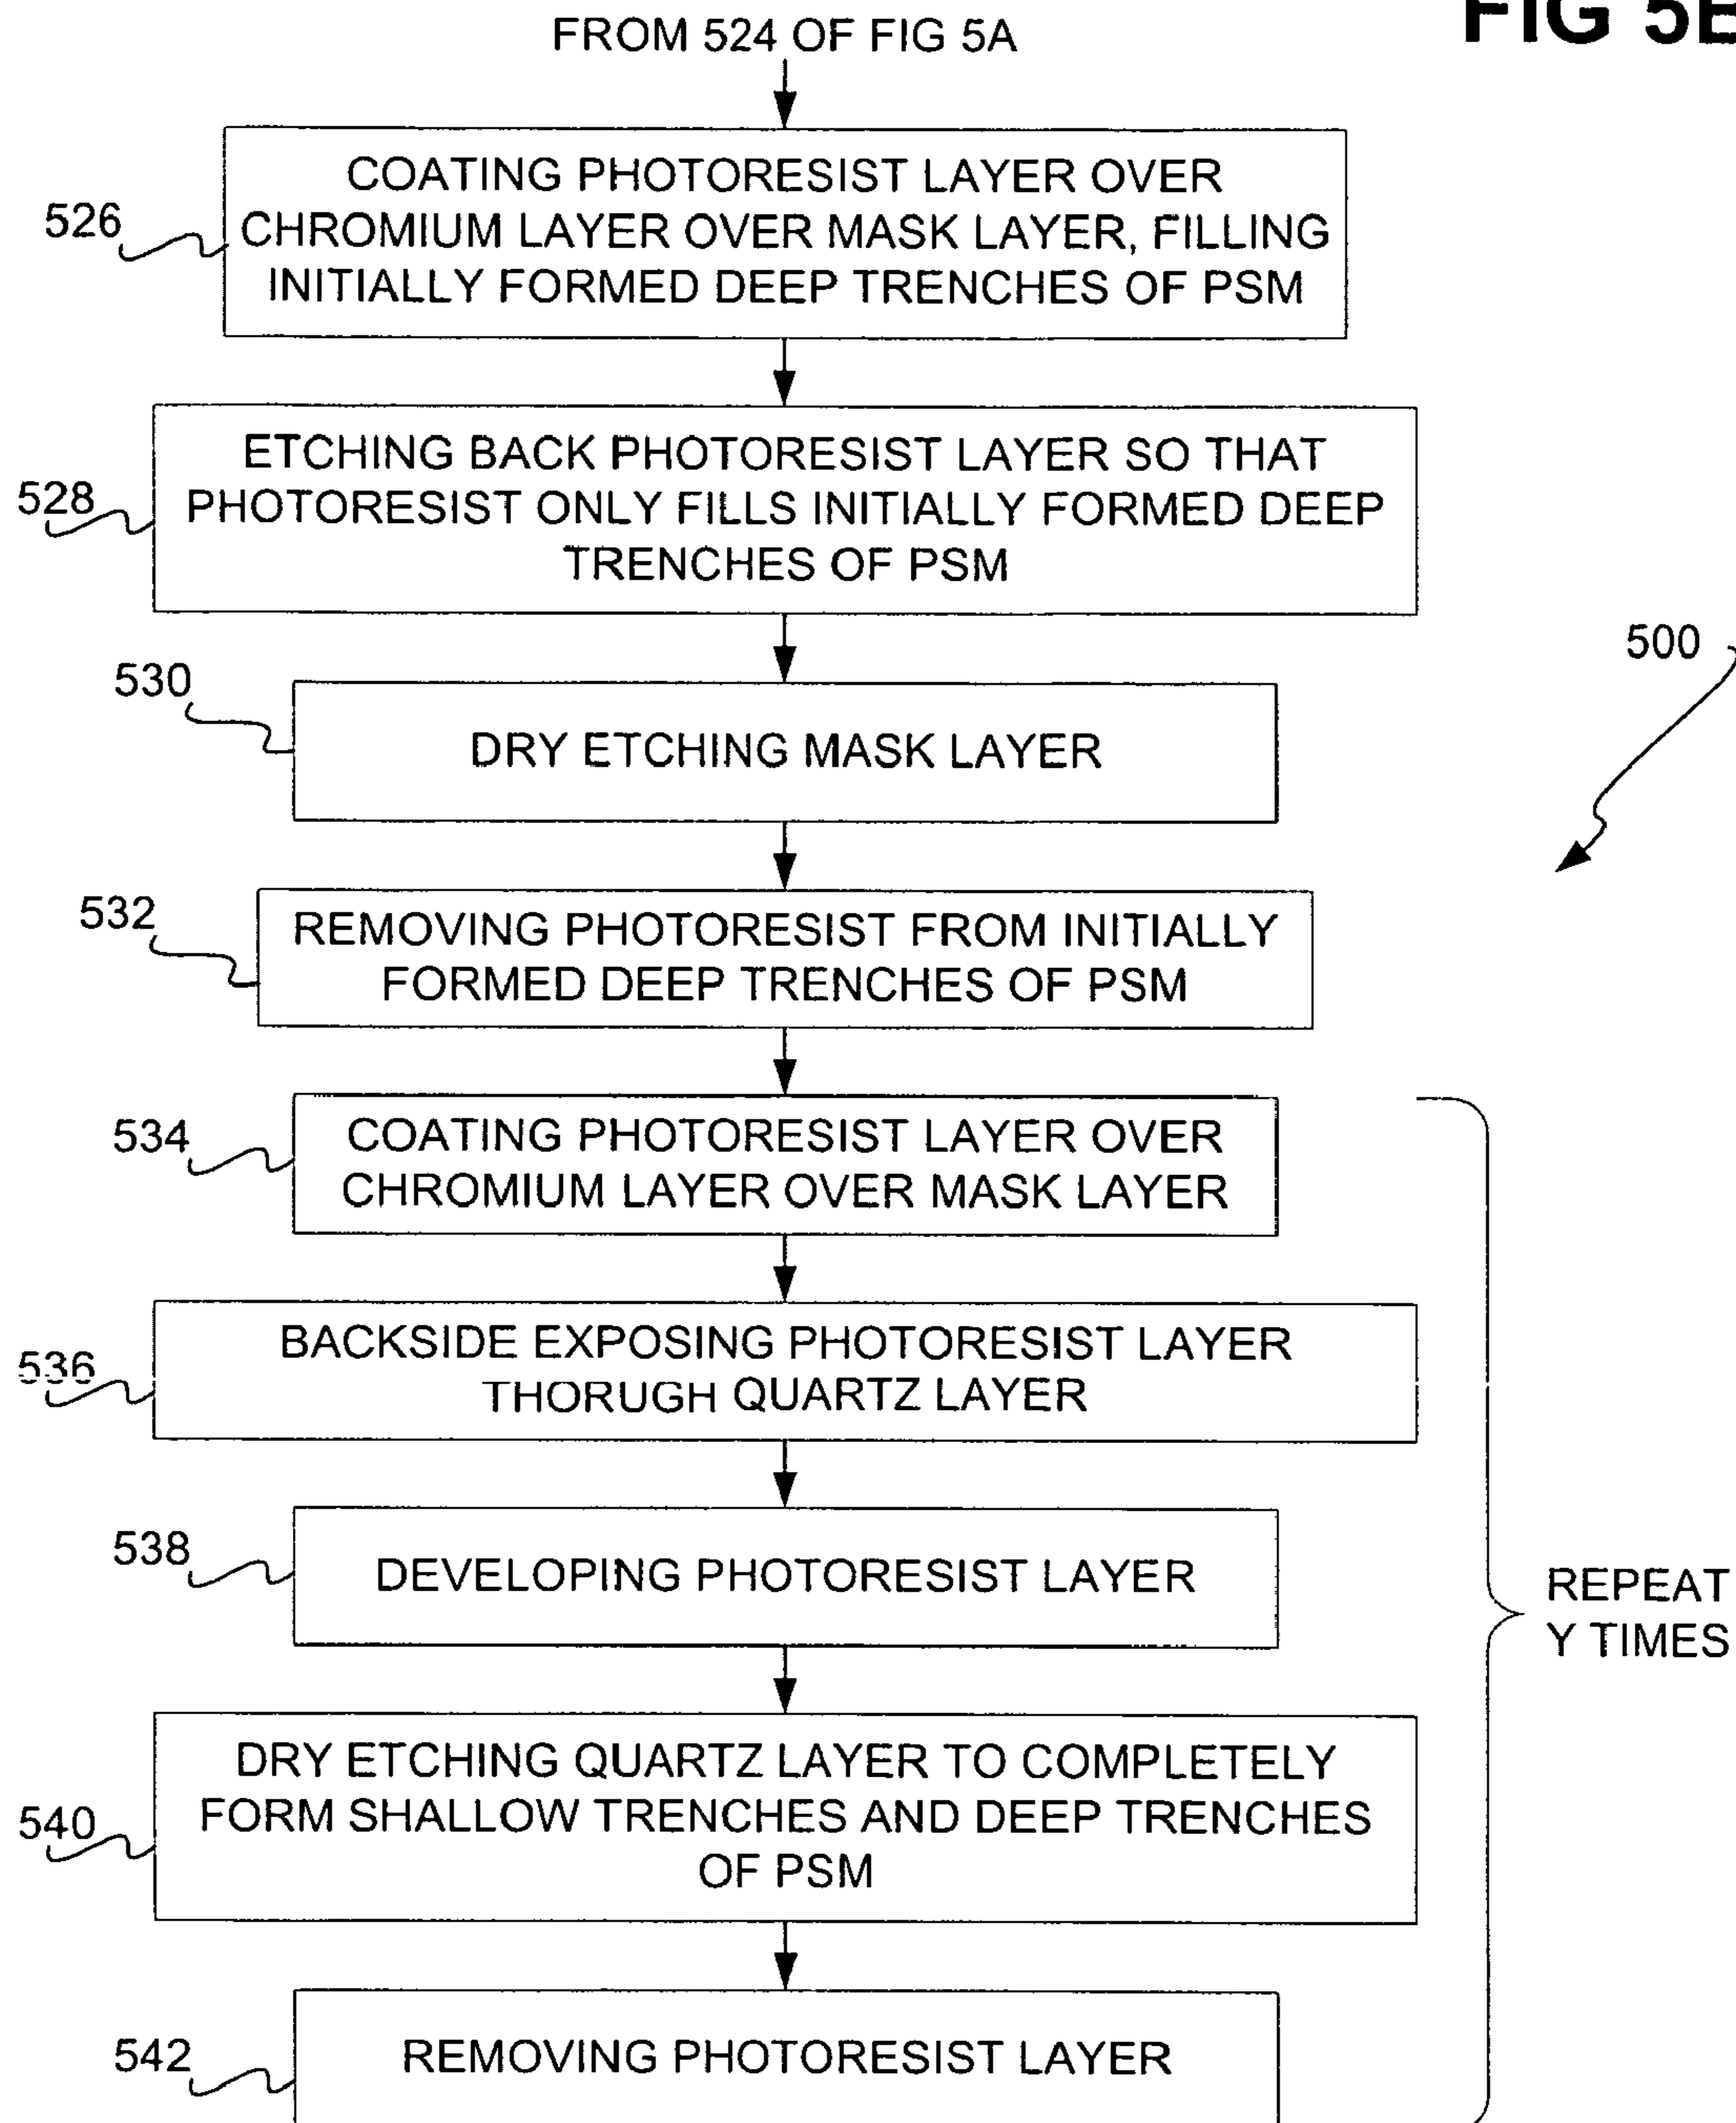 FIG 5B
FROM 524 OF FIG 5A
526
COATING PHOTORESIST LAYER OVER
CHROMIUM LAYER OVER MASK LAYER, FILLING
INITIALLY FORMED DEEP TRENCHES OF PSM
528
ETCHING BACK PHOTORESIST LAYER SO THAT
PHOTORESIST ONLY FILLS INITIALLY FORMED DEEP
TRENCHES OF PSM
500
530
DRY ETCHING MASK LAYER
532
REMOVING PHOTORESIST FROM INITIALLY
FORMED DEEP TRENCHES OF PSM
534
COATING PHOTORESIST LAYER OVER
CHROMIUM LAYER OVER MASK LAYER
536
BACKSIDE EXPOSING PHOTORESIST LAYER
THORUGH QUARTZ LAYER
538
DEVELOPING PHOTORESIST LAYER
REPEAT
Y TIMES
540
DRY ETCHING QUARTZ LAYER TO COMPLETELY
FORM SHALLOW TRENCHES AND DEEP TRENCHES
OF PSM
542
REMOVING PHOTORESIST LAYER